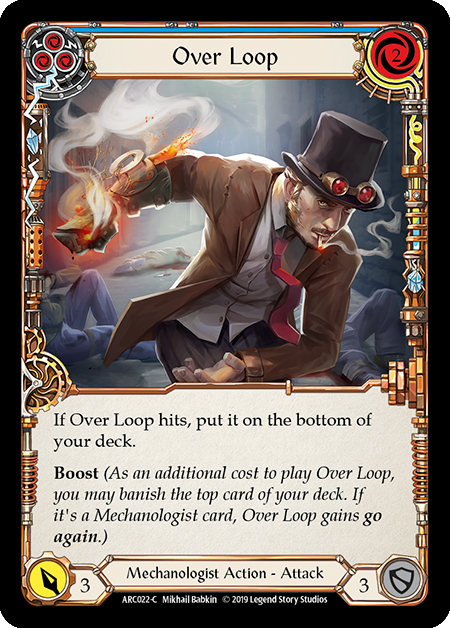 Over Loop
2
If Over Loop hits, put it on the bottom of
your deck.
Boost (As an additional cost to play Over Loop,
you may banish the top card of your deck. If
it's a Mechanologist card, Over Loop gains go
again.)
3
Mechanologist Action - Attack
3
ARC022-C Mikhail Babkin © 2019 Legend Story Studios